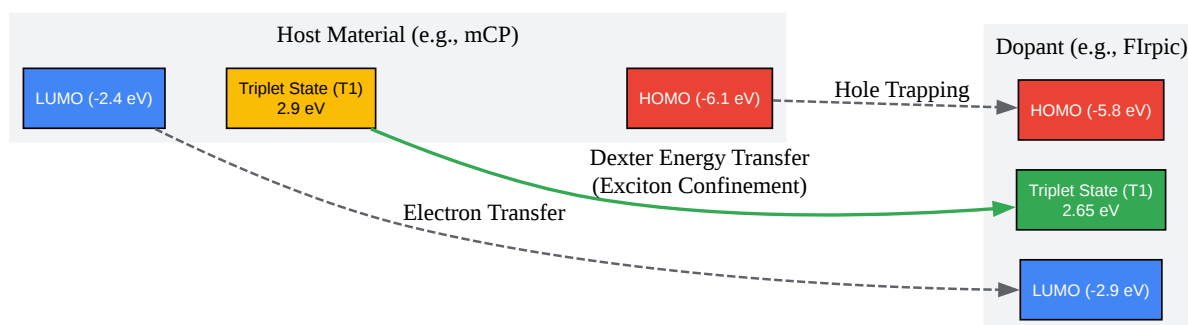 Host Material (e.g., mCP)
LUMO (-2.4 eV)
Triplet State (T1)
2.9 eV
HOMO (-6.1 eV)
Hole Trapping
Dexter Energy Transfer
(Exciton Confinement)
Electron Transfer
Dopant (e.g., FIrpic)
HOMO (-5.8 eV)
Triplet State (T1)
2.65 eV
LUMO (-2.9 eV)